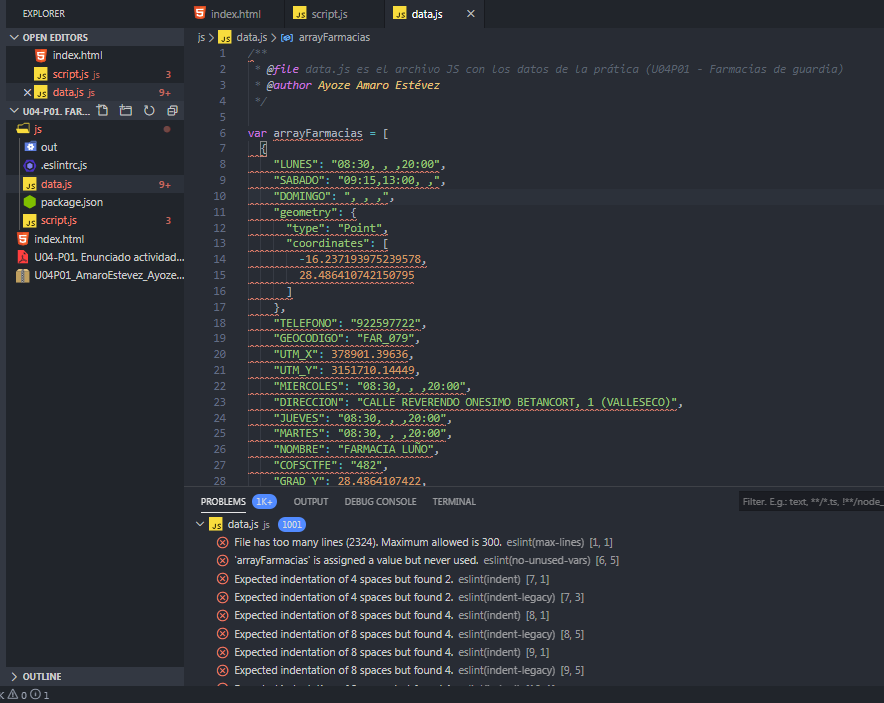 EXPLORER
OPEN EDITORS
index.html
script.js js 3
data.js js 9+
U04-P01. FAR...
js
out
.eslintrc.js
data.js 9+
package.json
script.js 3
index.html
U04-P01. Enunciado actividad...
U04P01_AmaroEstevez_Ayoze...
OUTLINE
0 1
index.html script.js data.js
js > data.js > arrayFarmacias
1 /**
2 * @file data.js es el archivo JS con los datos de la prática (U04P01 - Farmacias de guardia)
3 * @author Ayoze Amaro Estévez
4 */
5
6 var arrayFarmacias = [
7 {
8 "LUNES": "08:30, , ,20:00",
9 "SABADO": "09:15,13:00, ,",
10 "DOMINGO": ", , ,",
11 "geometry": {
12 "type": "Point",
13 "coordinates": [
14 -16.237193975239578,
15 28.486410742150795
16 ]
17 },
18 "TELEFONO": "922597722",
19 "GEOCODIGO": "FAR_079",
20 "UTM_X": 378901.39636,
21 "UTM_Y": 3151710.14449,
22 "MIERCOLES": "08:30, , ,20:00",
23 "DIRECCION": "CALLE REVERENDO ONESIMO BETANCORT, 1 (VALLESECO)",
24 "JUEVES": "08:30, , ,20:00",
25 "MARTES": "08:30, , ,20:00",
26 "NOMBRE": "FARMACIA LUÑO",
27 "COFSCTFE": "482",
28 "GRAD_Y": 28.4864107422,
PROBLEMS 1K+ OUTPUT DEBUG CONSOLE TERMINAL
Filter. E.g.: text, **/*.ts, !**/node_
data.js js 1001
File has too many lines (2324). Maximum allowed is 300. eslint(max-lines) [1, 1]
'arrayFarmacias' is assigned a value but never used. eslint(no-unused-vars) [6, 5]
Expected indentation of 4 spaces but found 2. eslint(indent) [7, 1]
Expected indentation of 4 spaces but found 2. eslint(indent-legacy) [7, 3]
Expected indentation of 8 spaces but found 4. eslint(indent) [8, 1]
Expected indentation of 8 spaces but found 4. eslint(indent-legacy) [8, 5]
Expected indentation of 8 spaces but found 4. eslint(indent) [9, 1]
Expected indentation of 8 spaces but found 4. eslint(indent-legacy) [9, 5]